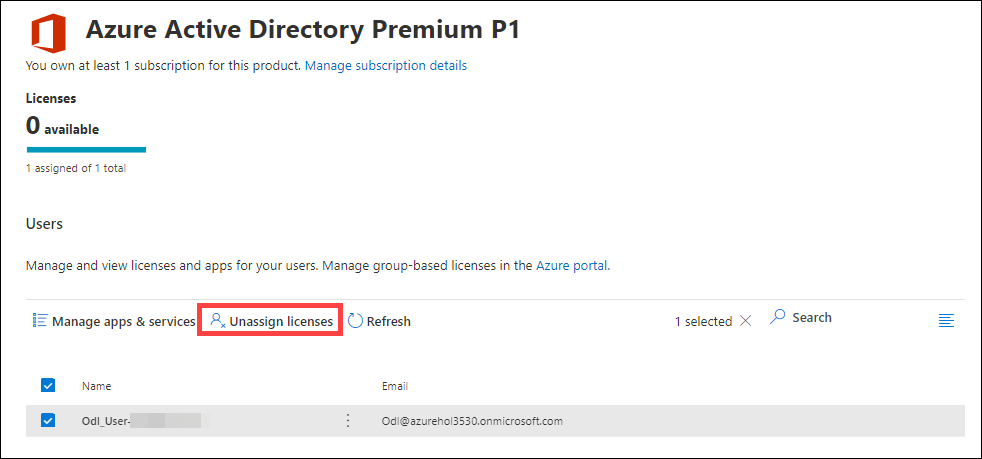 Azure Active Directory Premium P1
You own at least 1 subscription for this product. Manage subscription details
Licenses
0 available
1 assigned of 1 total
Users
Manage and view licenses and apps for your users. Manage group-based licenses in the Azure portal.
Manage apps & services Unassign licenses Refresh 1 selected Search
Name Email
Odl_User- Odl@azurehol3530.onmicrosoft.com